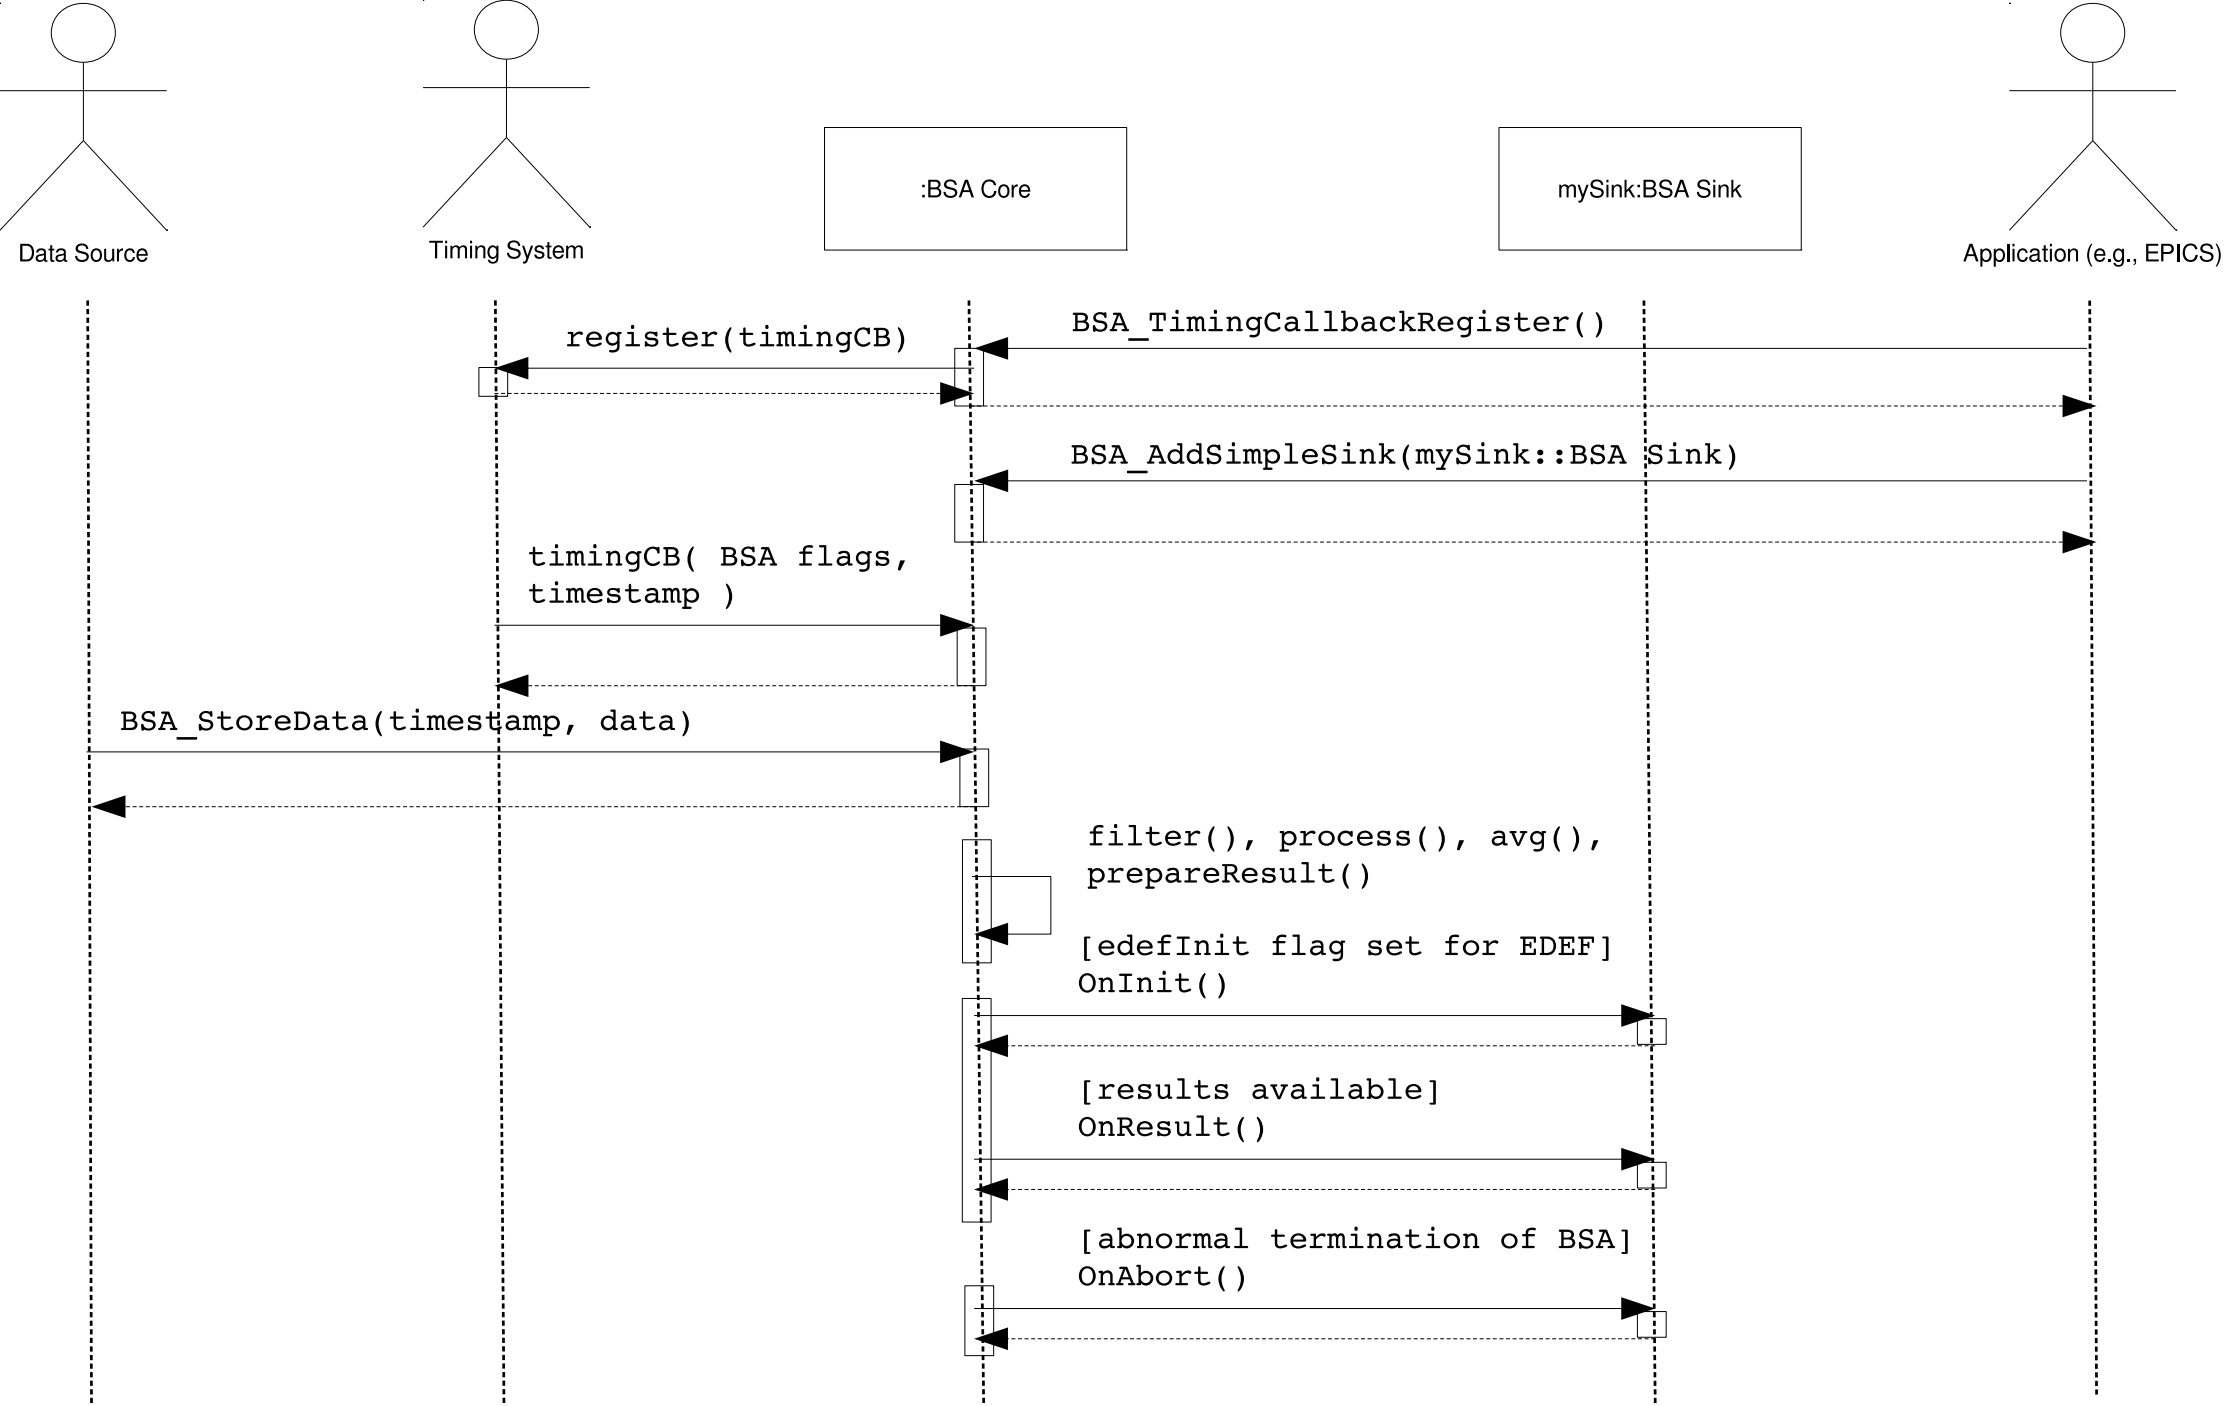 Data Source
Timing System
:BSA Core
mySink:BSA Sink
Application (e.g., EPICS)
BSA_TimingCallbackRegister()
register(timingCB)
BSA_AddSimpleSink(mySink::BSA Sink)
timingCB( BSA flags,
timestamp )
BSA_StoreData(timestamp, data)
filter(), process(), avg(),
prepareResult()
[edefInit flag set for EDEF]
OnInit()
[results available]
OnResult()
[abnormal termination of BSA]
OnAbort()